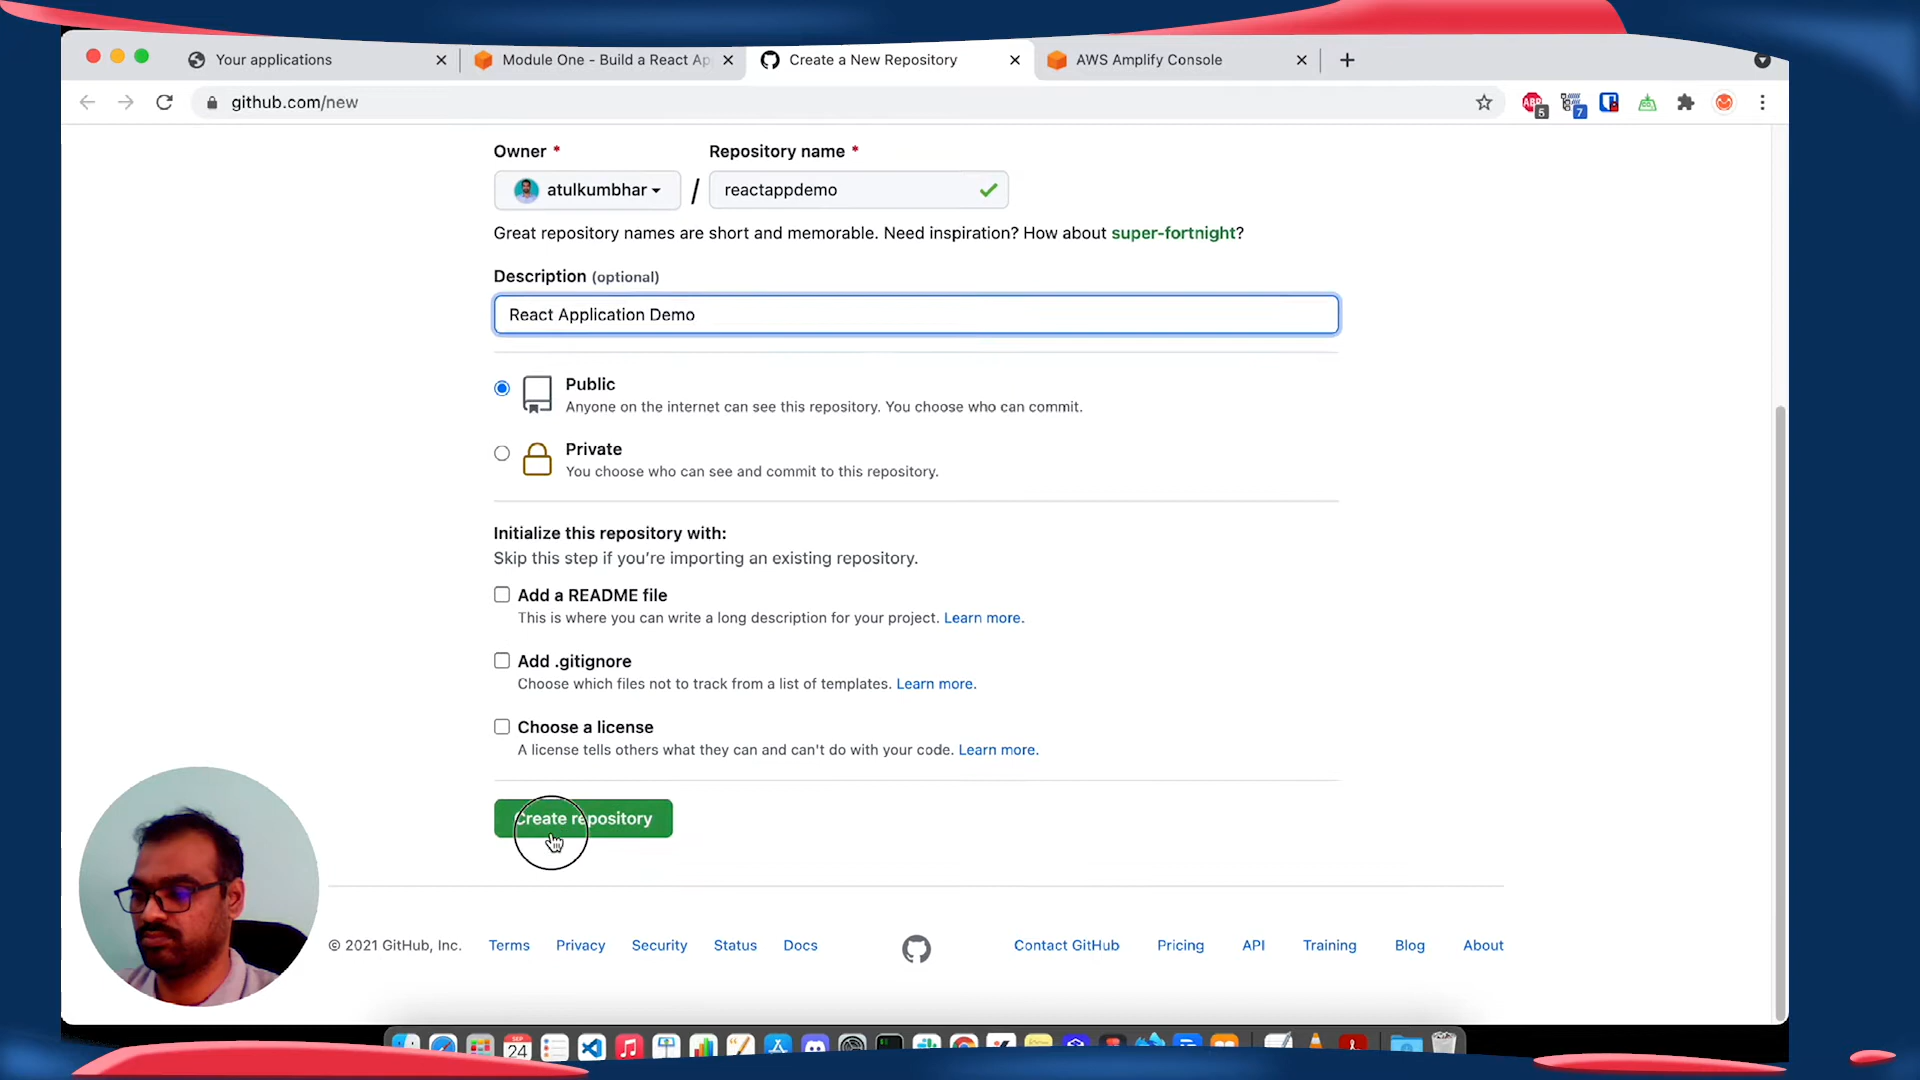 Your applications
Module One - Build a React Ap
Create a New Repository
AWS Amplify Console
github.com/new
ABP
5
7
Owner *
Repository name *
atulkumbhar
/
reactappdemo
Great repository names are short and memorable. Need inspiration? How about super-fortnight?
Description (optional)
React Application Demo
Public
Anyone on the internet can see this repository. You choose who can commit.
Private
You choose who can see and commit to this repository.
Initialize this repository with:
Skip this step if you’re importing an existing repository.
Add a README file
This is where you can write a long description for your project. Learn more.
Add .gitignore
Choose which files not to track from a list of templates. Learn more.
Choose a license
A license tells others what they can and can't do with your code. Learn more.
Create repository
© 2021 GitHub, Inc.
Terms
Privacy
Security
Status
Docs
Contact GitHub
Pricing
API
Training
Blog
About
SEP
24